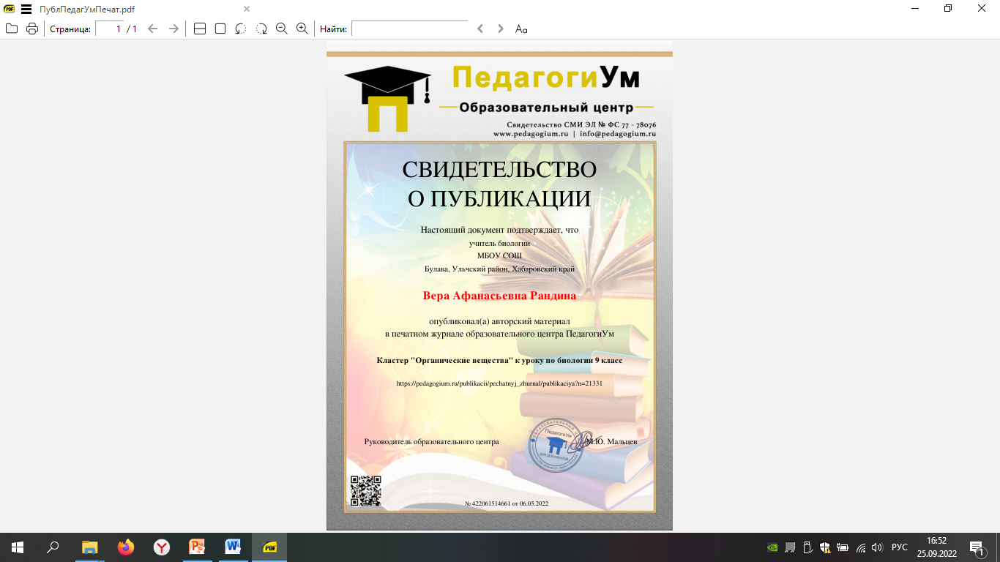 ПублПедагУмПечат.pdf
Страница: 1 / 1 Найти:
ПедагогиУм
Образовательный центр
Свидетельство СМИ ЭЛ № ФС 77 - 78076
www.pedagogium.ru | info@pedagogium.ru
СВИДЕТЕЛЬСТВО
О ПУБЛИКАЦИИ
Настоящий документ подтверждает, что
учитель биологии
МБОУ СОШ
Булава, Ульчский район, Хабаровский край
Вера Афанасьевна Рандина
опубликовал(а) авторский материал
в печатном журнале образовательного центра ПедагогиУм
Кластер "Органические вещества" к уроку по биологии 9 класс
https://pedagogium.ru/publikacii/pechatnyj_zhurnal/publikaciya?n=21331
ПедагогиУм
ДЛЯ ДОКУМЕНТОВ
Руководитель образовательного центра М.Ю. Мальцев
№ 422061514661 от 06.05.2022
РУС
16:52
25.09.2022
1